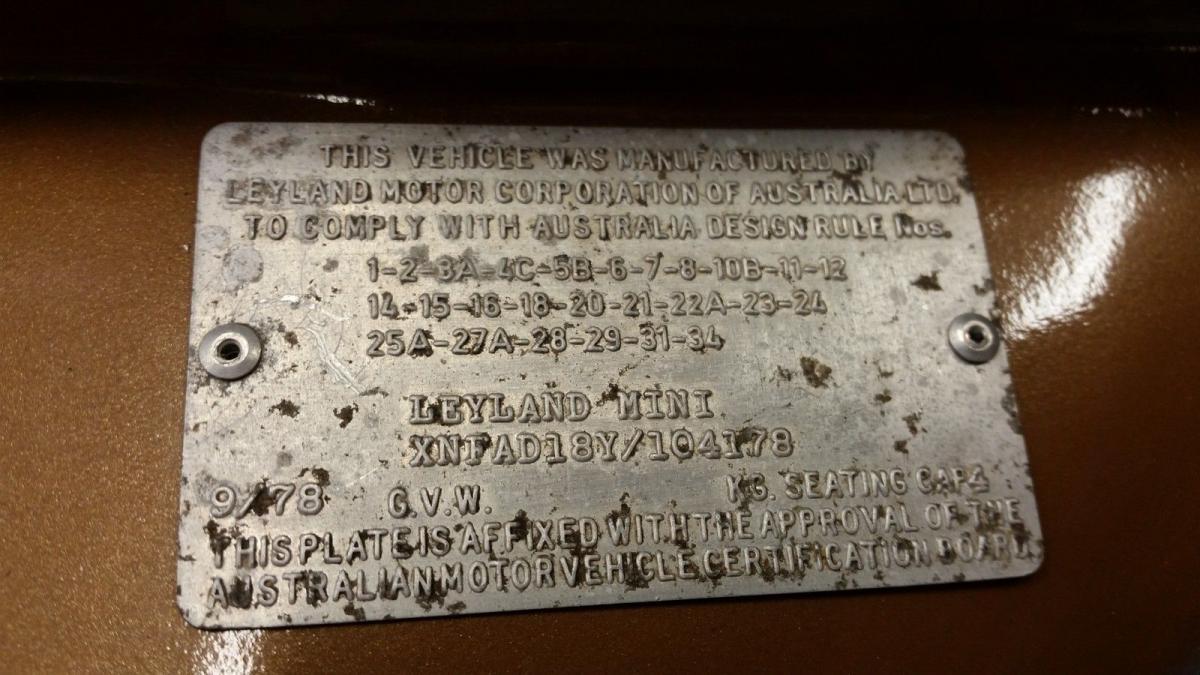 THIS VEHICLE WAS MANUFACTURED BY
LEYLAND MOTOR CORPORATION OF AUSTRALIA LTD.
TO COMPLY WITH AUSTRALIA DESIGN RULE Nos.
1-2-3A-4C-5B-6-7-8-10B-11-12
14-15-16-18-20-21-22A-23-24
25A-27A-28-29-31-34
LEYLAND MINI
XNFAD18Y/104178
9/78 G.V.W. KG. SEATING CAP4
THIS PLATE IS AFFIXED WITH THE APPROVAL OF THE
AUSTRALIAN MOTOR VEHICLE CERTIFICATION BOARD.